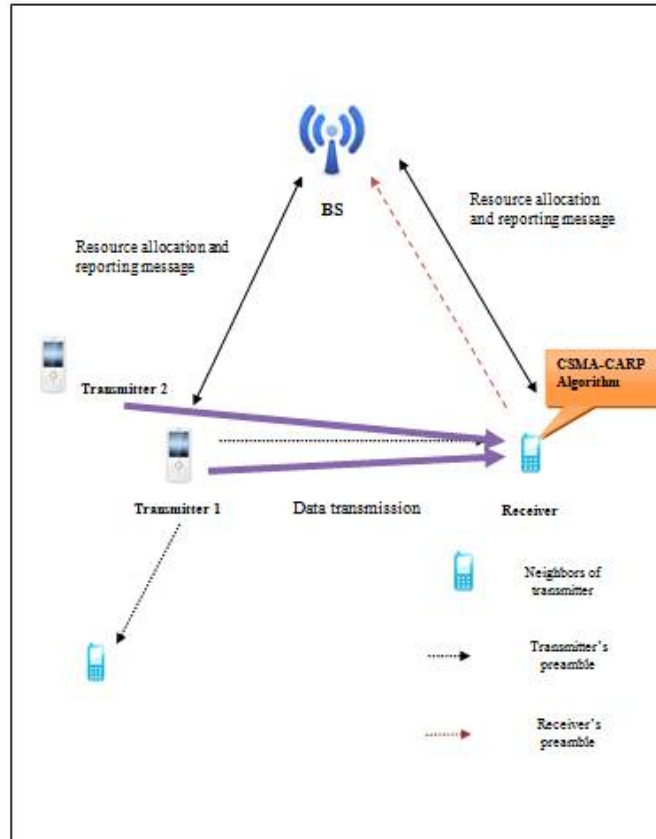 BS
Resource allocation
and reporting message
Resource allocation and
reporting message
CSMA-CARP
Algorithm
Transmitter 2
Transmitter 1
Data transmission
Receiver
Neighbors of
transmitter
Transmitter's
preamble
Receiver's
preamble